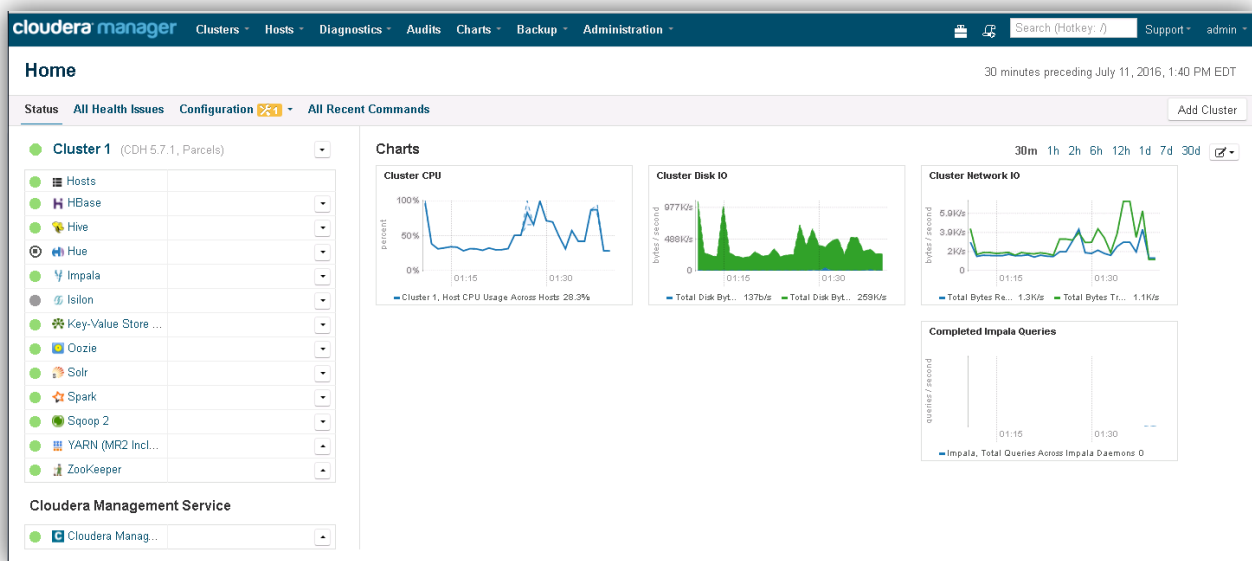 cloudera manager Clusters Hosts Diagnostics Audits Charts Backup Administration Search (Hotkey: /) Support admin
Home
30 minutes preceding July 11, 2016, 1:40 PM EDT
Status All Health Issues Configuration 1 All Recent Commands Add Cluster
Cluster 1 (CDH 5.7.1, Parcels)
Hosts
HBase
Hive
Hue
Impala
Isilon
Key-Value Store ...
Oozie
Solr
Spark
Sqoop 2
YARN (MR2 Incl...
ZooKeeper
Cloudera Management Service
Cloudera Manag...
Charts
30m 1h 2h 6h 12h 1d 7d 30d
Cluster CPU
percent
100%
50%
0%
01:15 01:30
Cluster 1, Host CPU Usage Across Hosts 28.3%
Cluster Disk IO
bytes / second
977K/s
488K/s
0
01:15 01:30
Total Disk Byt... 137b/s Total Disk Byt... 259K/s
Cluster Network IO
bytes / second
5.9K/s
3.9K/s
2K/s
0
01:15 01:30
Total Bytes Re... 1.3K/s Total Bytes Tr... 1.1K/s
Completed Impala Queries
queries / second
01:15 01:30
Impala, Total Queries Across Impala Daemons 0